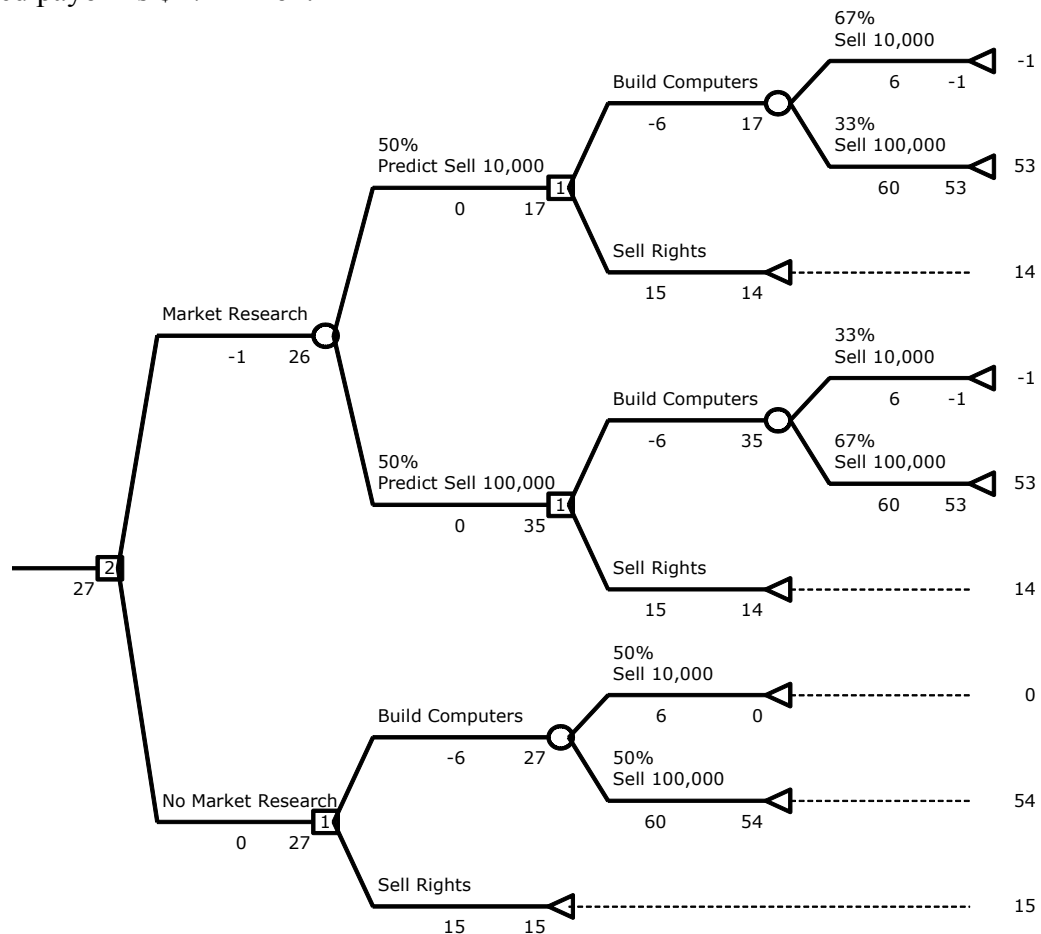 67%
Sell 10,000
6 -1
-1
Build Computers
-6 17
33%
Sell 100,000
60 53
53
50%
Predict Sell 10,000
0 17
1
Sell Rights
15 14
14
Market Research
-1 26
33%
Sell 10,000
6 -1
-1
Build Computers
-6 35
67%
Sell 100,000
60 53
53
50%
Predict Sell 100,000
0 35
1
Sell Rights
15 14
14
2
27
50%
Sell 10,000
6 0
0
Build Computers
-6 27
50%
Sell 100,000
60 54
54
No Market Research
0 27
1
Sell Rights
15 15
15